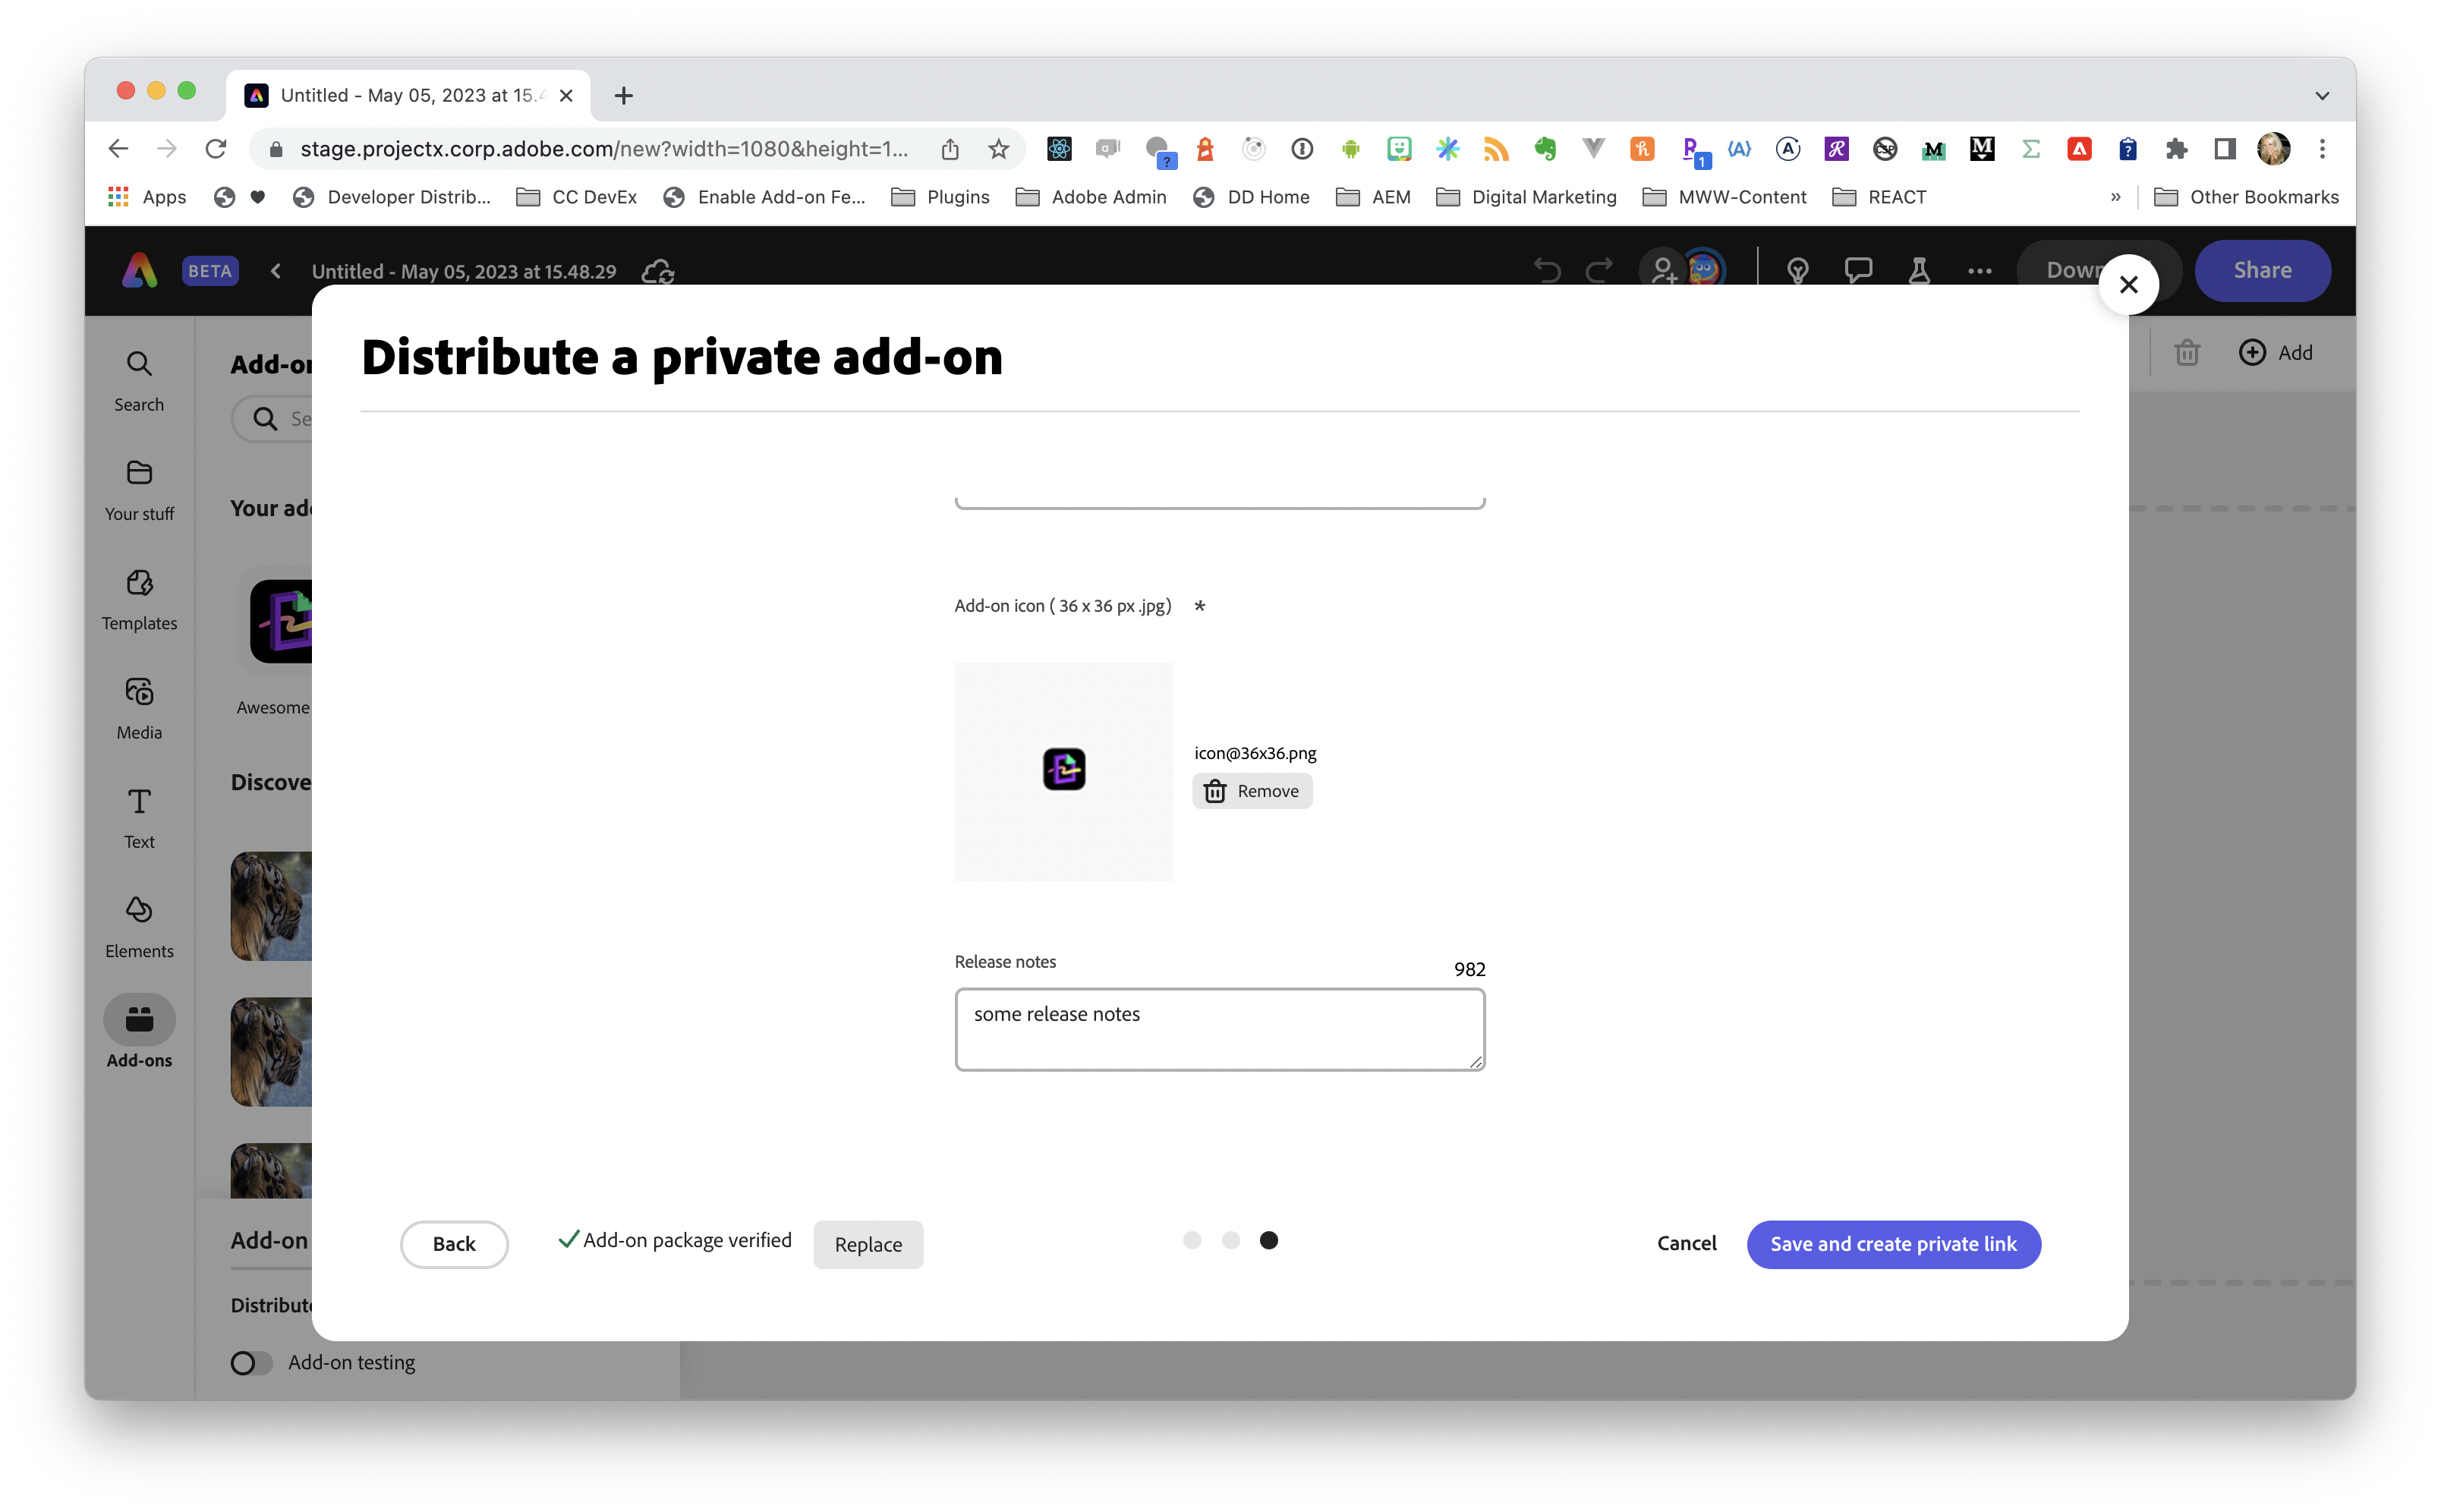 Untitled - May 05, 2023 at 15.4
stage.projectx.corp.adobe.com/new?width=1080&height=1...
Apps
Developer Distrib...
CC DevEx
Enable Add-on Fe...
Plugins
Adobe Admin
DD Home
AEM
Digital Marketing
MWW-Content
REACT
»
Other Bookmarks
BETA
Untitled - May 05, 2023 at 15.48.29
Share
Distribute a private add-on
Add
Search
Your stuff
Templates
Media
Text
Elements
Add-ons
Se
Your
Awesome
Add-on
Add-on testing
Add-on icon ( 36 x 36 px .jpg) *
icon@36x36.png
Remove
Release notes
982
some release notes
Back
Add-on package verified
Replace
Cancel
Save and create private link